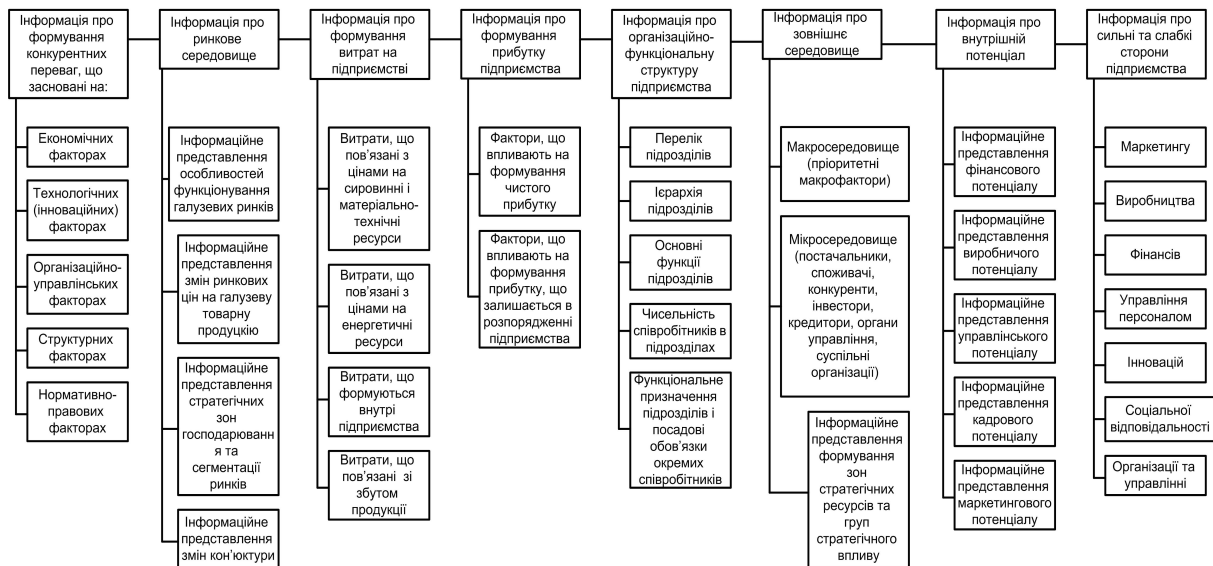 Інформація про
формування
конкурентних
переваг, що
засновані на:
Економічних
факторах
Технологічних
(інноваційних)
факторах
Організаційно-
управлінських
факторах
Структурних
факторах
Нормативно-
правових
факторах
Інформація про
ринкове
середовище
Інформаційне
представлення
особливостей
функціонування
галузевих ринків
Інформаційне
представлення
змін ринкових
цін на галузеву
товарну
продуцкію
Інформаційне
представлення
стратегічних
зон
господарюванн
я та
сегментації
ринків
Інформаційне
представлення
змін кон’юктури
Інформація про
формування
витрат на
підприємстві
Витрати, що
пов’язані з
цінами на
сировинні і
матеріально-
технічні
ресурси
Витрати, що
пов’язані з
цінами на
енергетичні
ресурси
Витрати, що
формуються
внутрі
підприємства
Витрати, що
пов’язані зі
збутом
продукції
Інформація про
формування
прибутку
підприємства
Фактори, що
впливають на
формування
чистого
прибутку
Фактори, що
впливають на
формування
прибутку, що
залишається в
розпорядженні
підприємства
Інформація про
організаційно-
функціональну
структуру
підприємства
Перелік
підрозділів
Ієрархія
підрозділів
Основні
функції
підрозділів
Чисельність
співробітників в
підрозділах
Функціональне
призначення
підрозділів і
посадові
обов’язки
окремих
співробітників
Інформація про
зовнішнє
середовище
Макросередовище
(пріоритетні
макрофактори)
Мікросередовище
(постачальники,
споживачі,
конкуренти,
інвестори,
кредитори, органи
управління,
суспільні
організації)
Інформаційне
представлення
формування
зон
стратегічних
ресурсів та
груп
стратегічного
впливу
Інформація про
внутрішній
потенціал
Інформаційне
представлення
фінансового
потенціалу
Інформаційне
представлення
виробничого
потенціалу
Інформаційне
представлення
управлінського
потенціалу
Інформаційне
представлення
кадрового
потенціалу
Інформаційне
представлення
маркетингового
потенціалу
Інформація про
сильні та слабкі
сторони
підприємства
Маркетингу
Виробництва
Фінансів
Управління
персоналом
Інновацій
Соціальної
відповідальності
Організації та
управлінні